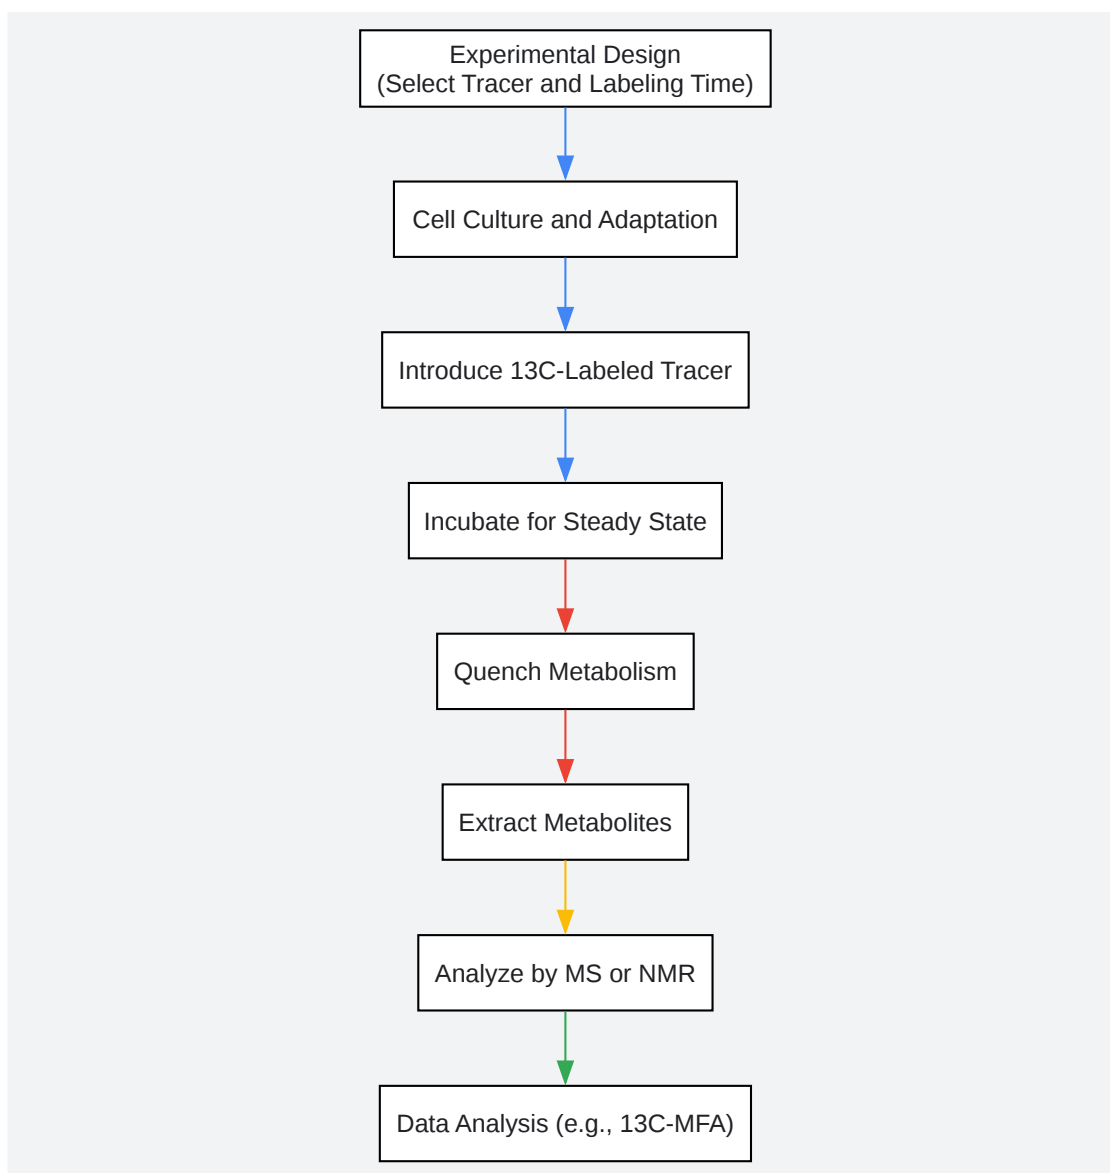 Experimental Design
(Select Tracer and Labeling Time)
Cell Culture and Adaptation
Introduce 13C-Labeled Tracer
Incubate for Steady State
Quench Metabolism
Extract Metabolites
Analyze by MS or NMR
Data Analysis (e.g., 13C-MFA)